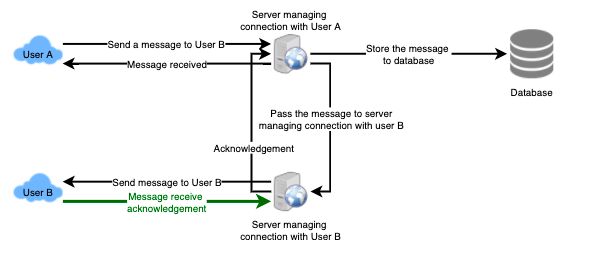 Server managing
connection with User A
User A
Send a message to User B
Message received
Store the message
to database
Database
Pass the message to server
managing connection with user B
Acknowledgement
User B
Send message to User B
Message receive
acknowledgement
Server managing
connection with User B